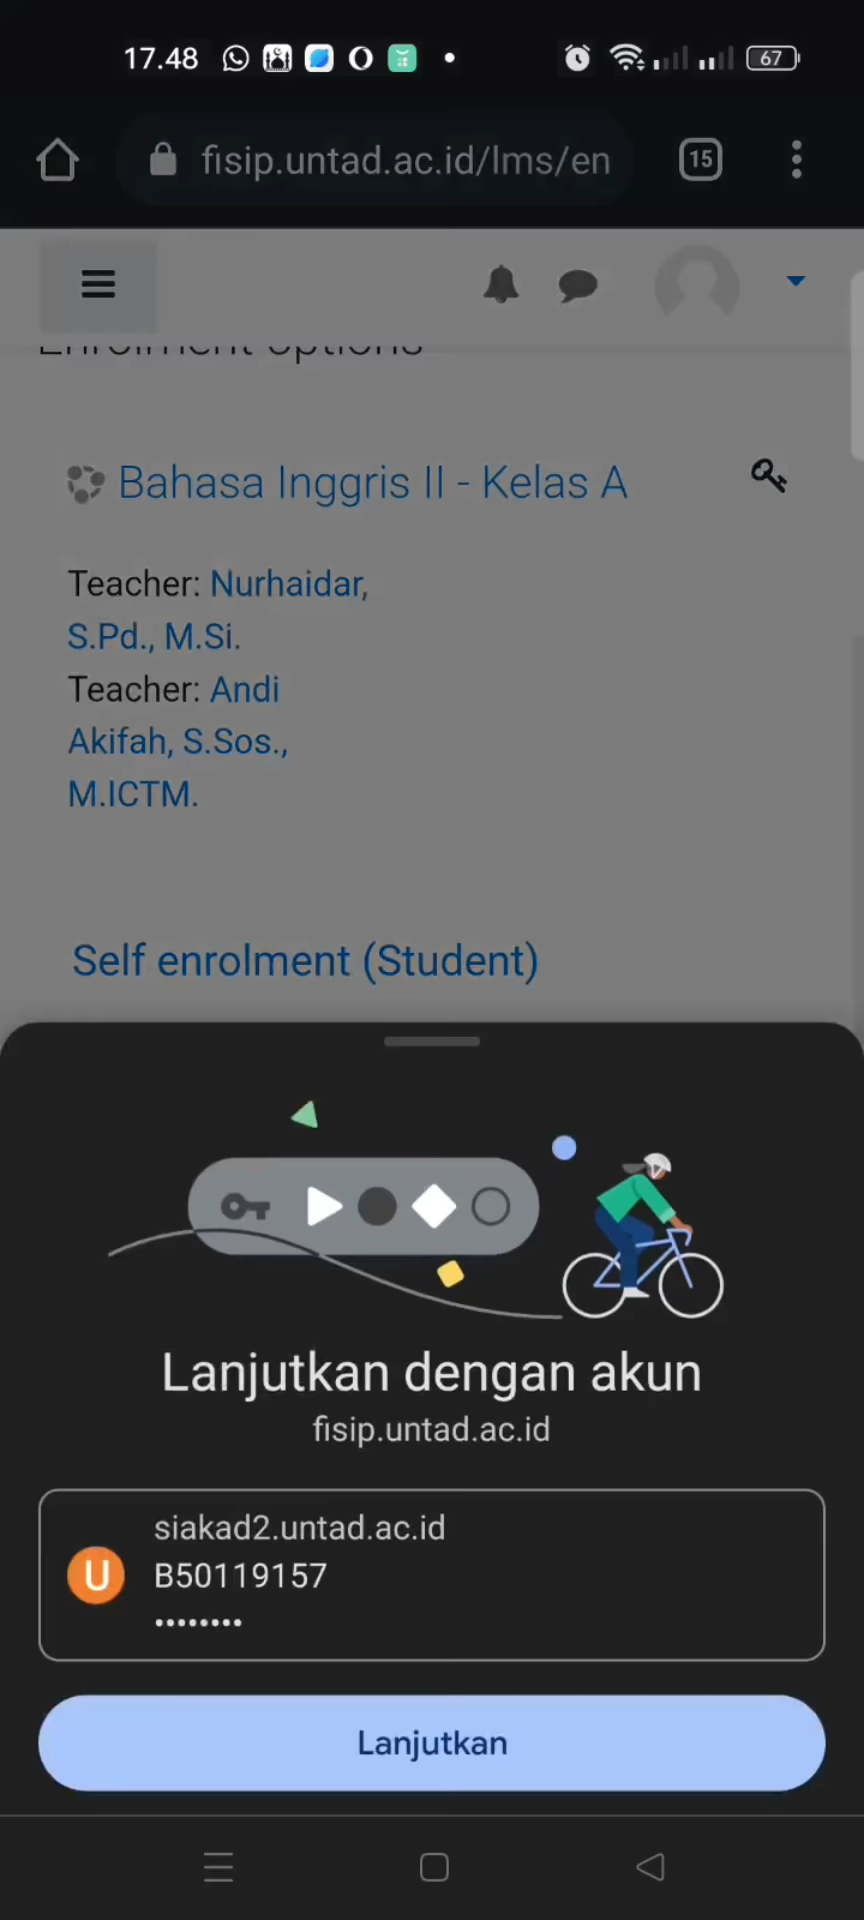 17.48
67
fisip.untad.ac.id/lms/en
15
Enrolment options
Bahasa Inggris II - Kelas A
Teacher: Nurhaidar,
S.Pd., M.Si.
Teacher: Andi
Akifah, S.Sos.,
M.ICTM.
Self enrolment (Student)
Lanjutkan dengan akun
fisip.untad.ac.id
siakad2.untad.ac.id
U
B50119157
••••••••
Lanjutkan